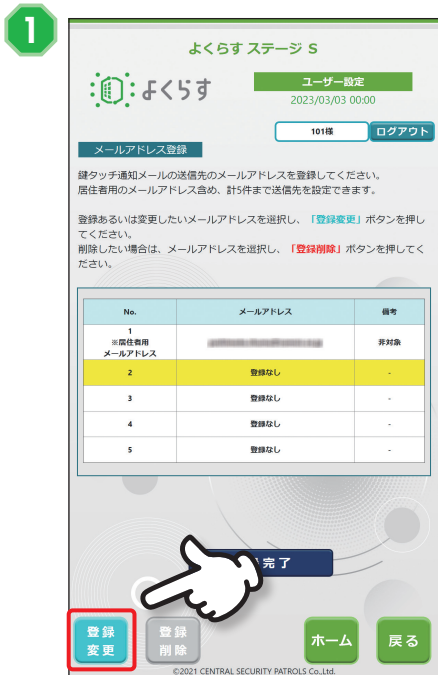 1
よくらす ステージ S
よくらす
ユーザー設定
2023/03/03 00:00
101様
ログアウト
メールアドレス登録
鍵タッチ通知メールの送信先のメールアドレスを登録してください。
居住者用のメールアドレス含め、計5件まで送信先を設定できます。
登録あるいは変更したいメールアドレスを選択し、「登録変更」ボタンを押し
てください。
削除したい場合は、メールアドレスを選択し、「登録削除」ボタンを押してく
ださい。
No. メールアドレス 備考
1
※居住者用
メールアドレス
非対象
2 登録なし -
3 登録なし -
4 登録なし -
5 登録なし -
完了
登録
変更
登録
削除
ホーム
戻る
©2021 CENTRAL SECURITY PATROLS Co.,Ltd.